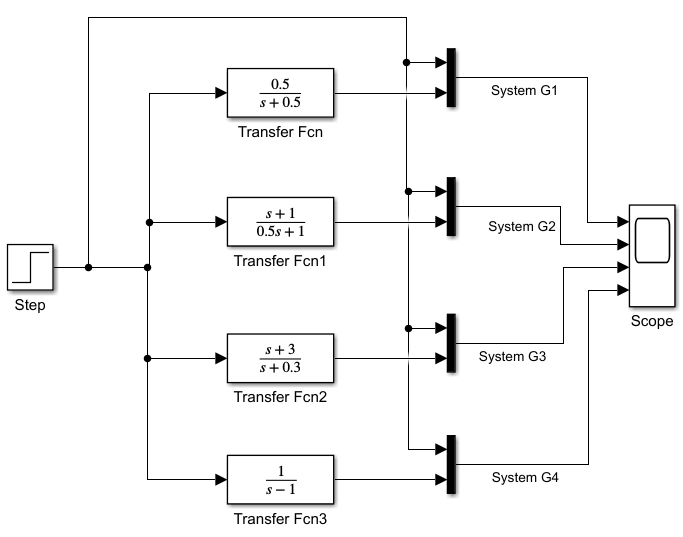 System G1
0.5
s + 0.5
Transfer Fcn
s + 1
0.5s + 1
Transfer Fcn1
System G2
Step
Scope
s + 3
s + 0.3
Transfer Fcn2
System G3
1
s − 1
Transfer Fcn3
System G4